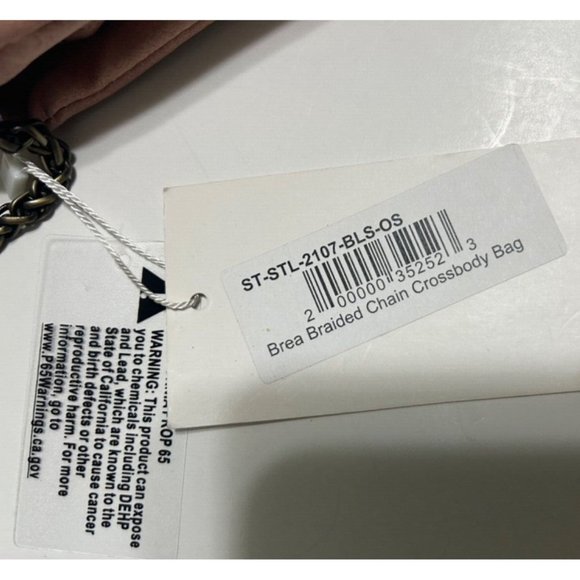 ST-STL-2107-BLS-OS
2 00000 35252 3
Brea Braided Chain Crossbody Bag
PROP 65
WARNING: This product can expose
you to chemicals including DEHP
and Lead, which are known to the
State of California to cause cancer
and birth defects or other
reproductive harm. For more
information, go to
www.P65Warnings.ca.gov